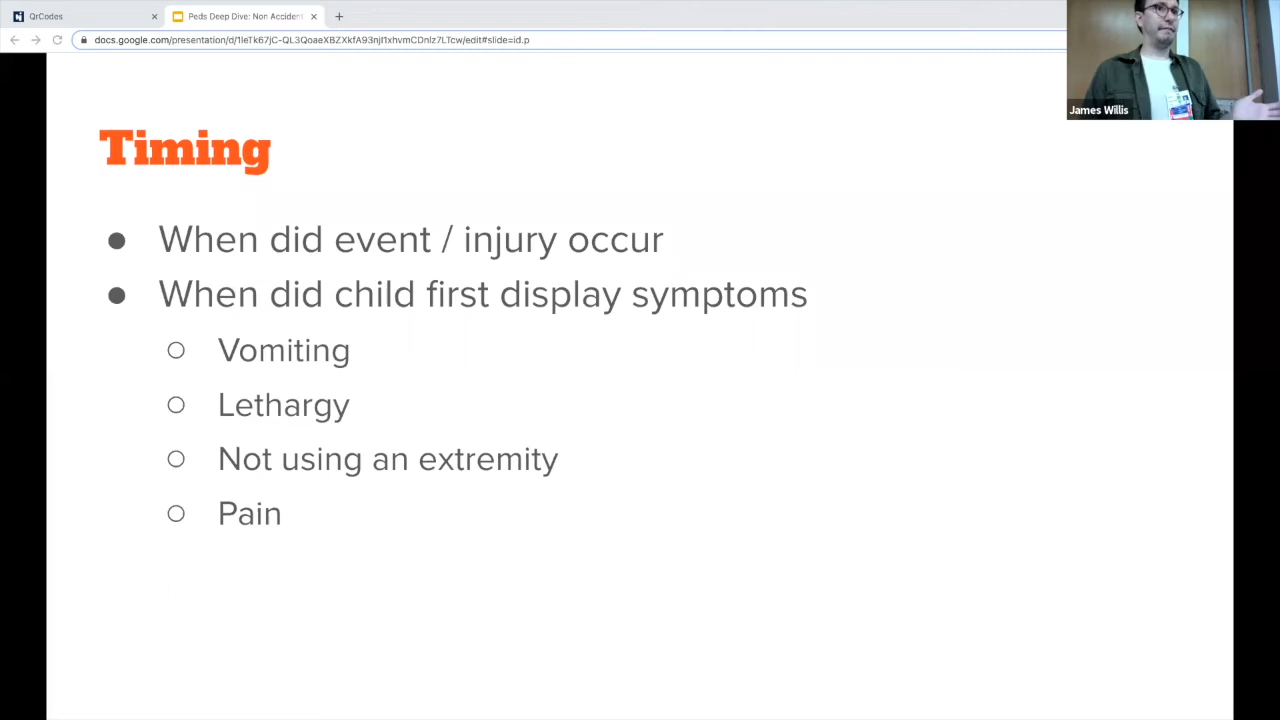 QrCodes
Peds Deep Dive: Non Accident
docs.google.com/presentation/d/1IeTk67jC-QL3QoaeXBZXkfA93njI1xhvmCDnlz7LTcw/edit#slide=id.p
James Willis
Timing
● When did event / injury occur
● When did child first display symptoms
○ Vomiting
○ Lethargy
○ Not using an extremity
○ Pain